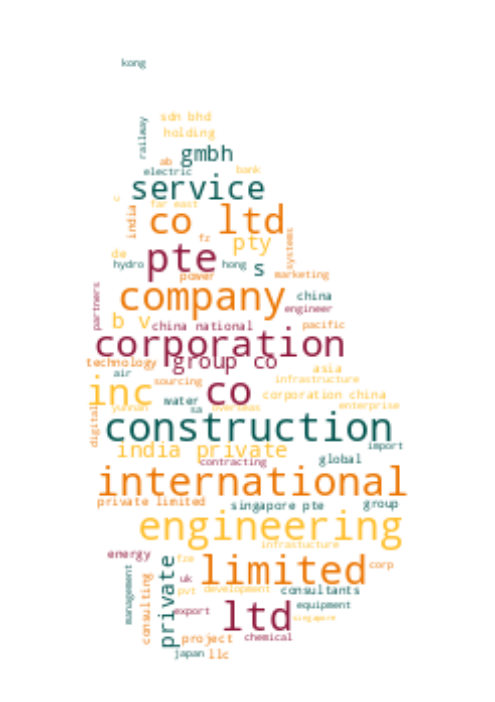 kong
sdn bhd
railway
holding
gmbh
ab
electric
bank
service
c
far east
india
co ltd
fz
pty
systems
de
pte
hydro
hong
s
power
marketing
company
china
partners
engineer
b v
china national
pacific
corporation
group co
technology
air
asia
sourcing
infrastructure
inc
co
water
corporation china
yunnan
sa
overseas
enterprise
digital
construction
india private
import
contracting
global
international
private limited
singapore pte
group
engineering
infrastucture
energy
fze
limited
corp
management
consulting
private
uk
pvt
development
consultants
export
ltd
equipment
singapore
project
chemical
japan
llc